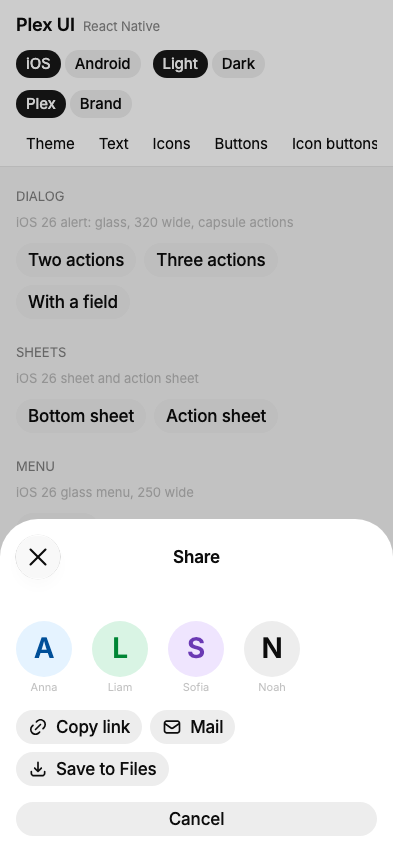 Plex UI React Native
iOS Android Light Dark
Plex Brand
Theme Text Icons Buttons Icon buttons
DIALOG
iOS 26 alert: glass, 320 wide, capsule actions
Two actions Three actions
With a field
SHEETS
iOS 26 sheet and action sheet
Bottom sheet Action sheet
MENU
iOS 26 glass menu, 250 wide
Share
A L S N
Anna Liam Sofia Noah
Copy link Mail
Save to Files
Cancel